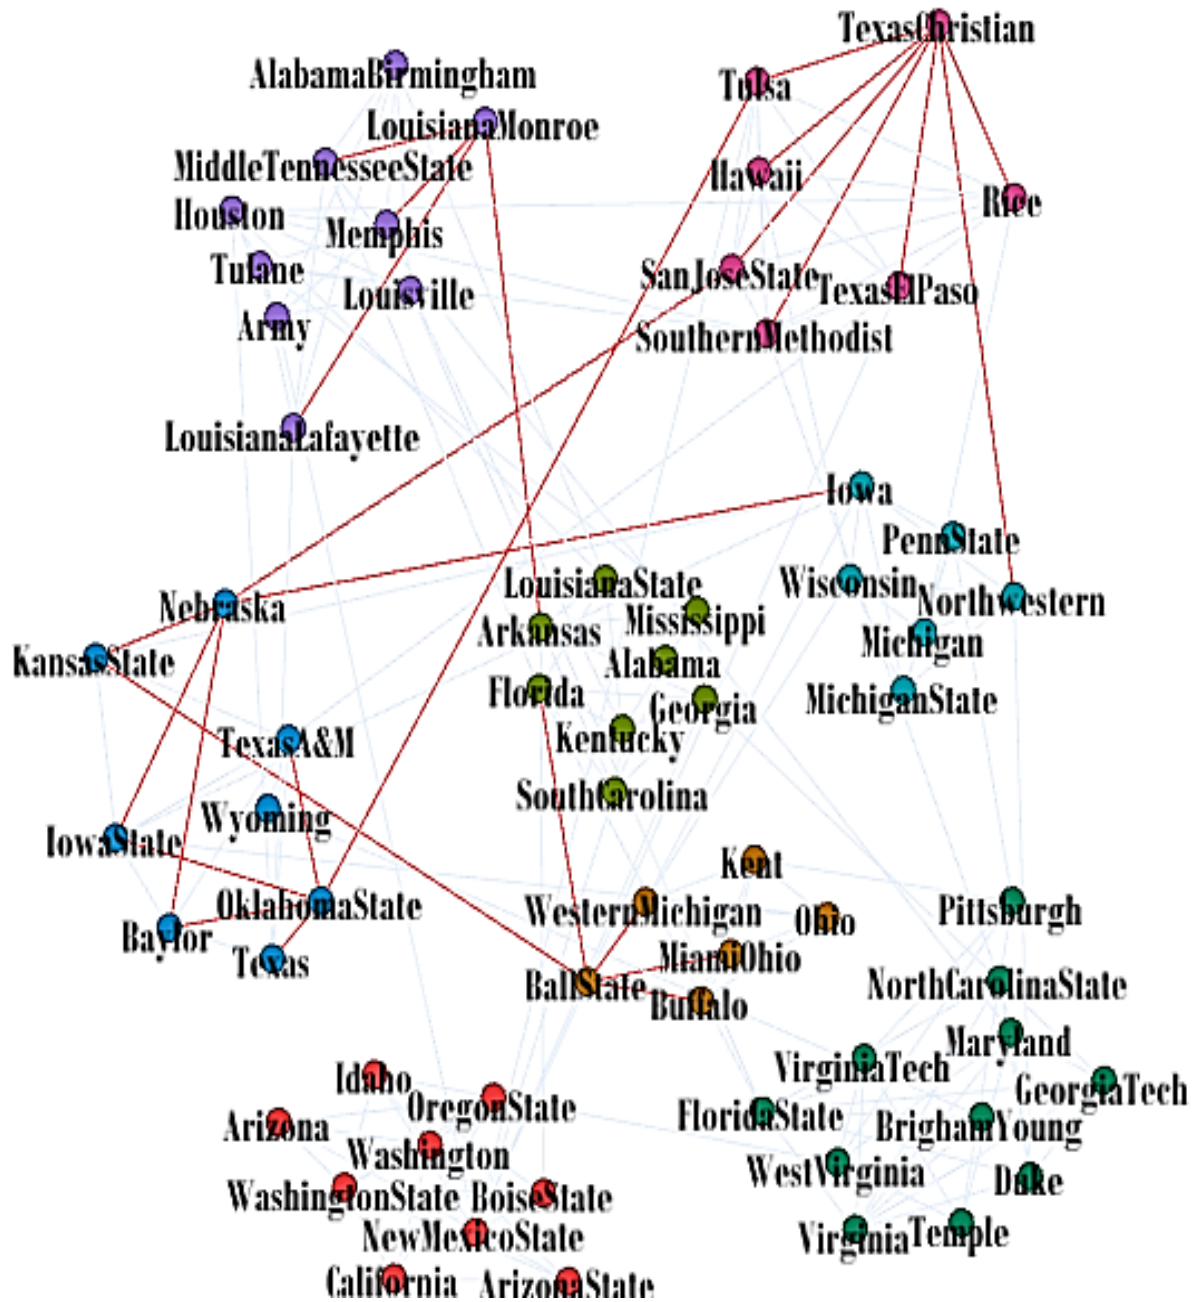 TexasChristian
AlabamaBirmingham
Tulsa
LouisianaMonroe
MiddleTennesseeState
Hawaii
Houston
Memphis
Rice
Tulane
Louisville
SanJoseState
TexasElPaso
Army
SouthernMethodist
LouisianaLafayette
Iowa
PennState
LouisianaState
Wisconsin
Nebraska
Northwestern
Arkansas
Mississippi
Michigan
KansasState
Alabama
Florida
Georgia
MichiganState
TexasA&M
Kentucky
SouthCarolina
Wyoming
IowaState
Kent
OklahomaState
WesternMichigan
Ohio
Pittsburgh
Baylor
Texas
MiamiOhio
BallState
NorthCarolinaState
Buffalo
Maryland
VirginiaTech
Idaho
GeorgiaTech
OregonState
FloridaState
Arizona
BrighamYoung
Washington
WestVirginia
Duke
WashingtonState
BoiseState
NewMexicoState
Virginia
Temple
California
ArizonaState